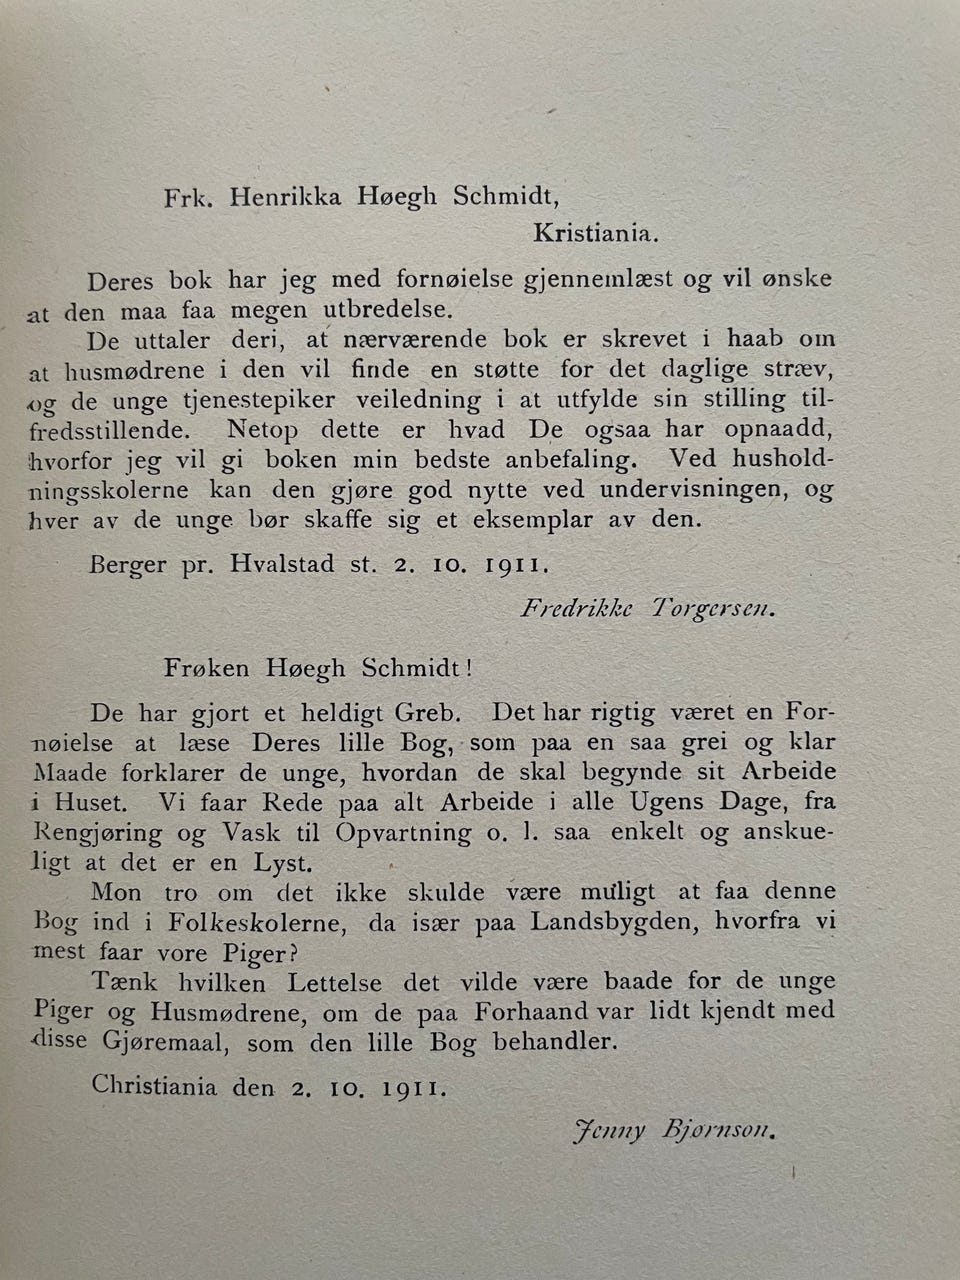 Frk. Henrikka Høegh Schmidt,
Kristiania.
Deres bok har jeg med fornøielse gjennemlæst og vil ønske
at den maa faa megen utbredelse.
De uttaler deri, at nærværende bok er skrevet i haab om
at husmødrene i den vil finde en støtte for det daglige stræv,
og de unge tjenestepiker veiledning i at utfylde sin stilling til-
fredsstillende. Netop dette er hvad De ogsaa har opnaadd,
hvorfor jeg vil gi boken min bedste anbefaling. Ved hushold-
ningsskolerne kan den gjøre god nytte ved undervisningen, og
hver av de unge bør skaffe sig et eksemplar av den.
Berger pr. Hvalstad st. 2. 10. 1911.
Fredrikke Torgersen.
Frøken Høegh Schmidt!
De har gjort et heldigt Greb. Det har rigtig været en For-
nøielse at læse Deres lille Bog, som paa en saa grei og klar
Maade forklarer de unge, hvordan de skal begynde sit Arbeide
i Huset. Vi faar Rede paa alt Arbeide i alle Ugens Dage, fra
Rengjøring og Vask til Opvartning o. l. saa enkelt og anskue-
ligt at det er en Lyst.
Mon tro om det ikke skulde være muligt at faa denne
Bog ind i Folkeskolerne, da især paa Landsbygden, hvorfra vi
mest faar vore Piger?
Tænk hvilken Lettelse det vilde være baade for de unge
Piger og Husmødrene, om de paa Forhaand var lidt kjendt med
disse Gjøremaal, som den lille Bog behandler.
Christiania den 2. 10. 1911.
Jenny Bjørnson.